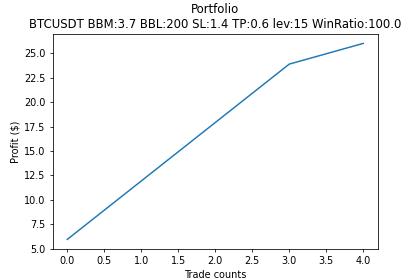 Portfolio
BTCUSDT BBM:3.7 BBL:200 SL:1.4 TP:0.6 lev:15 WinRatio:100.0
25.0
22.5
20.0
17.5
15.0
12.5
10.0
7.5
5.0
Profit ($)
0.0 0.5 1.0 1.5 2.0 2.5 3.0 3.5 4.0
Trade counts